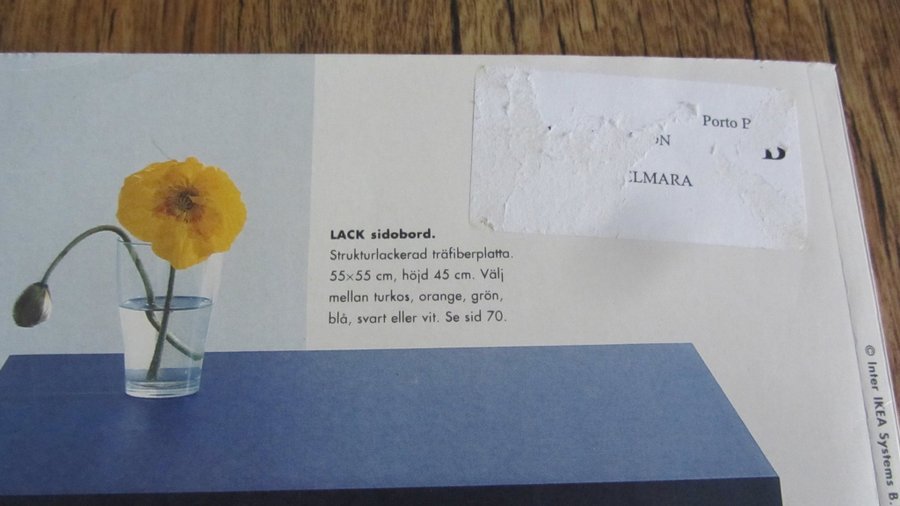 Porto P
B
ON
ELMARA
LACK sidobord.
Strukturlackerad träfiberplatta.
55×55 cm, höjd 45 cm. Välj
mellan turkos, orange, grön,
blå, svart eller vit. Se sid 70.
© Inter IKEA Systems B.